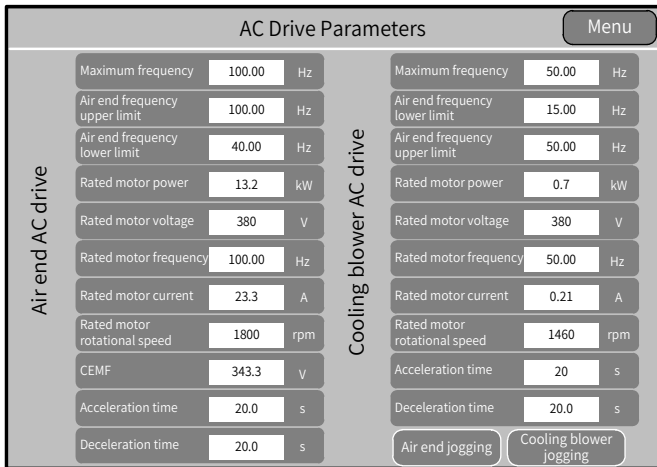 AC Drive Parameters
Menu
Air end AC drive
Maximum frequency 100.00 Hz
Air end frequency
upper limit 100.00 Hz
Air end frequency
lower limit 40.00 Hz
Rated motor power 13.2 kW
Rated motor voltage 380 V
Rated motor frequency 100.00 Hz
Rated motor current 23.3 A
Rated motor
rotational speed 1800 rpm
CEMF 343.3 V
Acceleration time 20.0 s
Deceleration time 20.0 s
Cooling blower AC drive
Maximum frequency 50.00 Hz
Air end frequency
lower limit 15.00 Hz
Air end frequency
upper limit 50.00 Hz
Rated motor power 0.7 kW
Rated motor voltage 380 V
Rated motor frequency 50.00 Hz
Rated motor current 0.21 A
Rated motor
rotational speed 1460 rpm
Acceleration time 20 s
Deceleration time 20.0 s
Air end jogging
Cooling blower
jogging